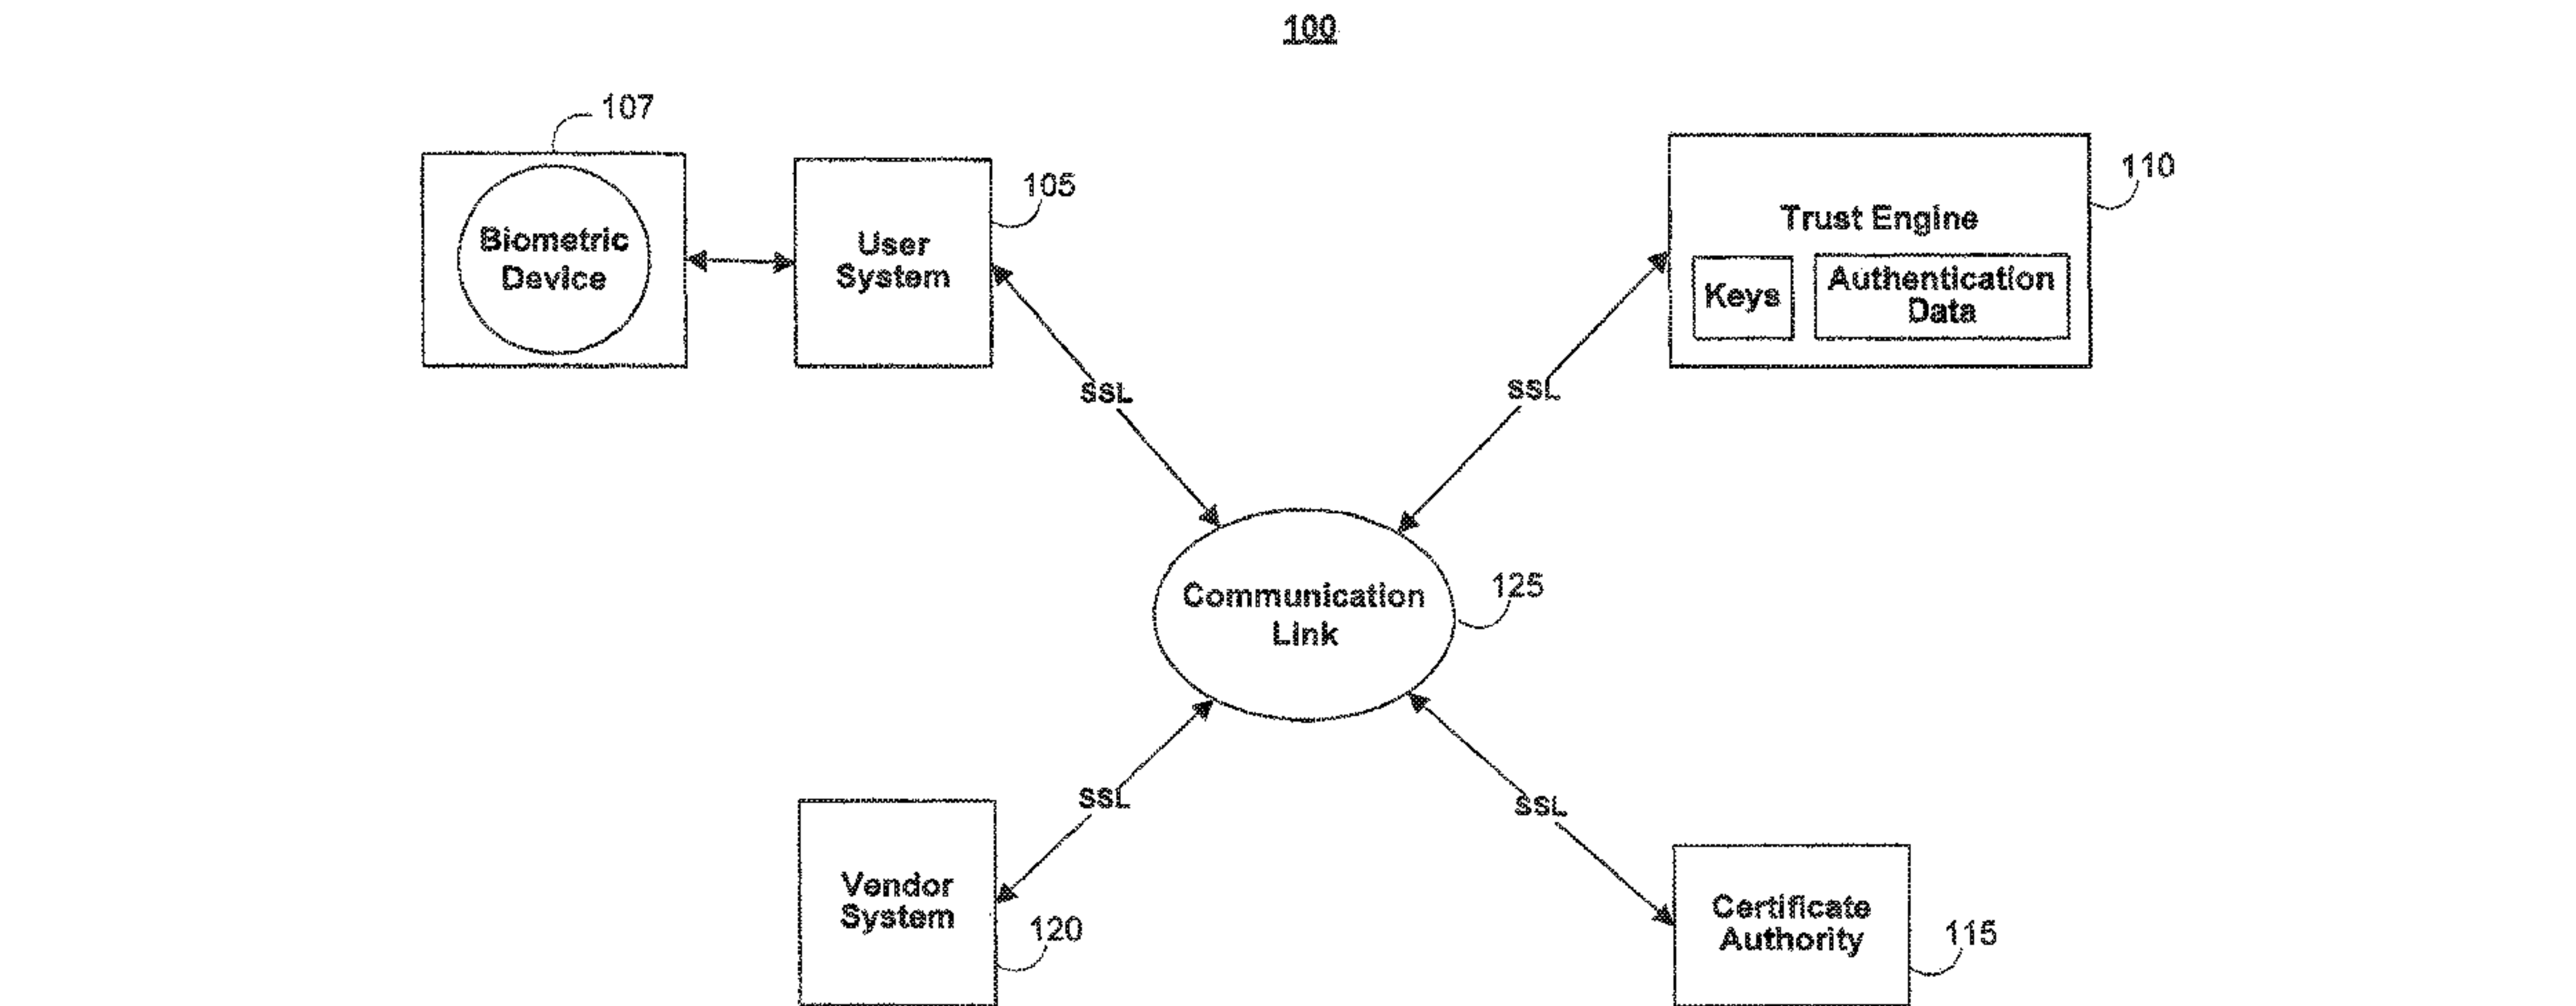 100
107
Biometric
Device
User
System
105
Trust Engine
Keys
Authentication
Data
110
SSL
SSL
Communication
Link
125
SSL
SSL
Vendor
System
120
Certificate
Authority
115